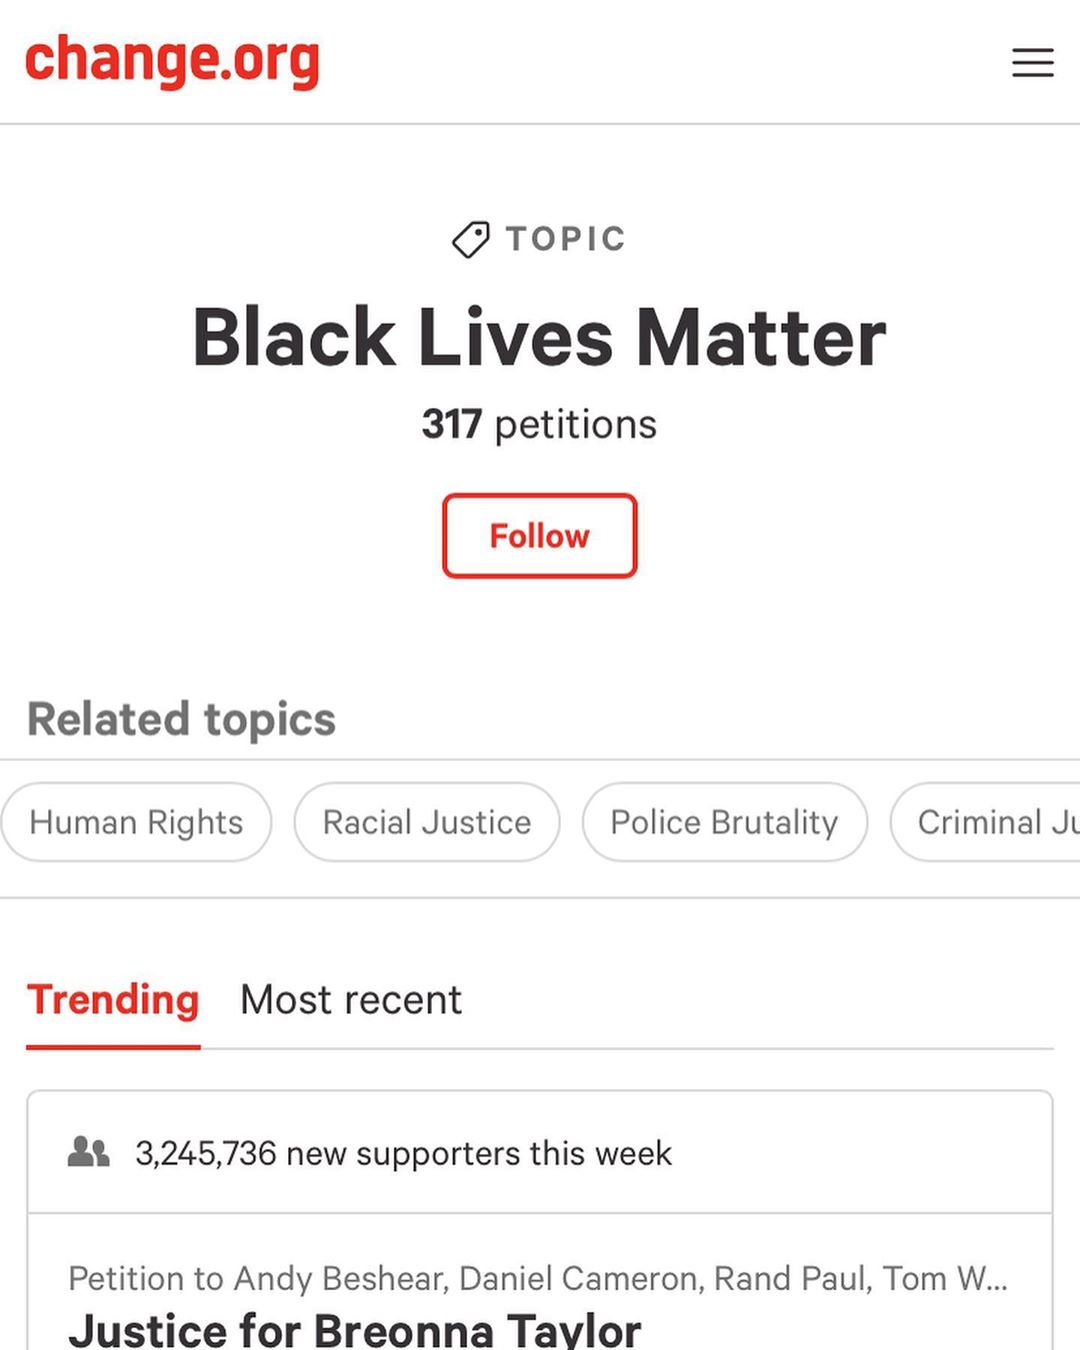 change.org
TOPIC
Black Lives Matter
317 petitions
Follow
Related topics
Human Rights
Racial Justice
Police Brutality
Criminal Ju
Trending
Most recent
3,245,736 new supporters this week
Petition to Andy Beshear, Daniel Cameron, Rand Paul, Tom W...
Justice for Breonna Taylor